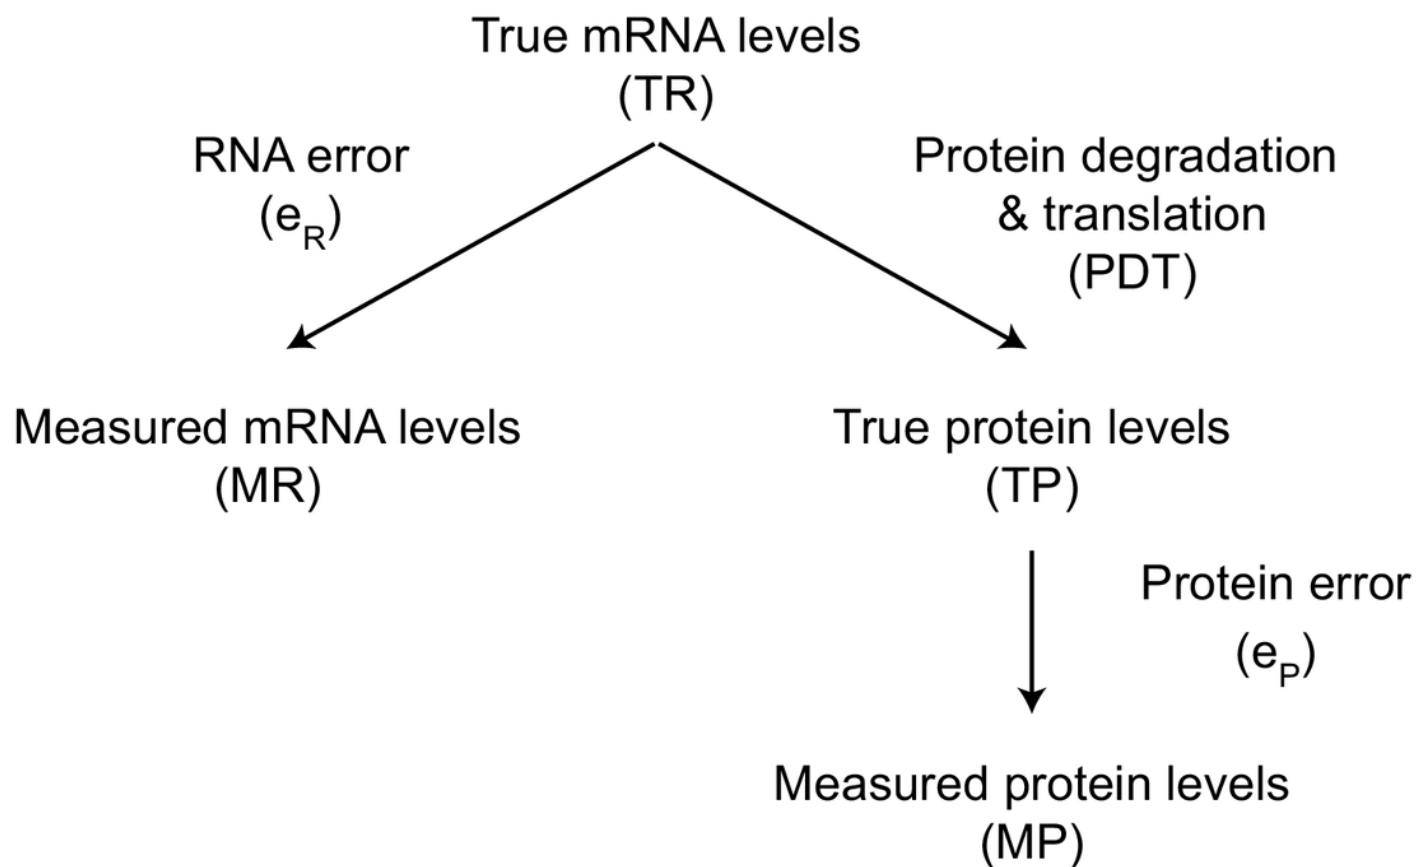 True mRNA levels
(TR)
RNA error
(eR)
Protein degradation
& translation
(PDT)
Measured mRNA levels
(MR)
True protein levels
(TP)
Protein error
(eP)
Measured protein levels
(MP)